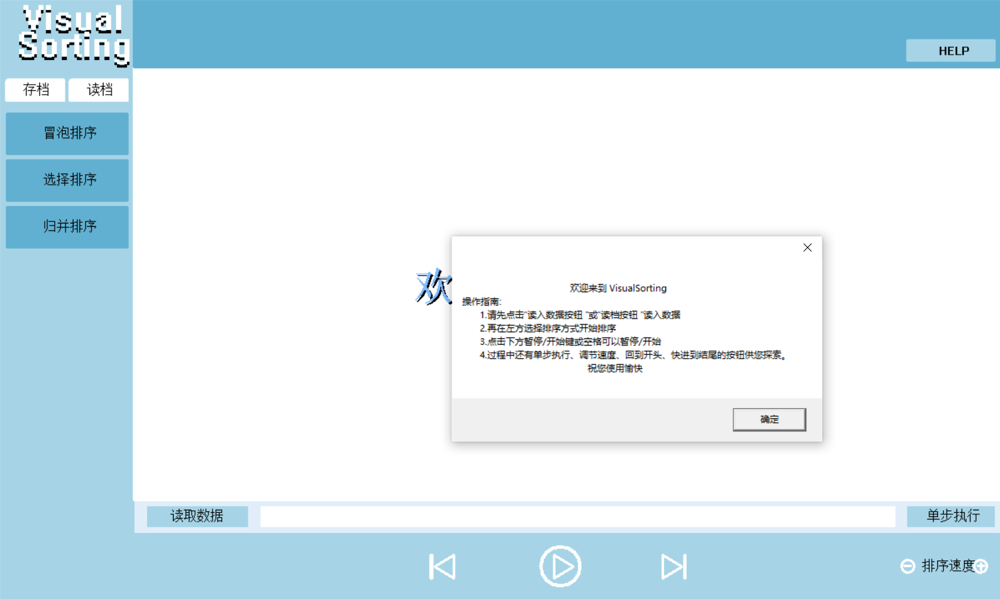 Visual
Sorting
HELP
存档
读档
冒泡排序
选择排序
归并排序
欢
欢迎来到 VisualSorting
操作指南:
1.请先点击"读入数据按钮 "或"读档按钮 "读入数据
2.再在左方选择排序方式开始排序
3.点击下方暂停/开始键或空格可以暂停/开始
4.过程中还有单步执行、调节速度、回到开头、快进到结尾的按钮供您探索。
祝您使用愉快
确定
读取数据
单步执行
排序速度